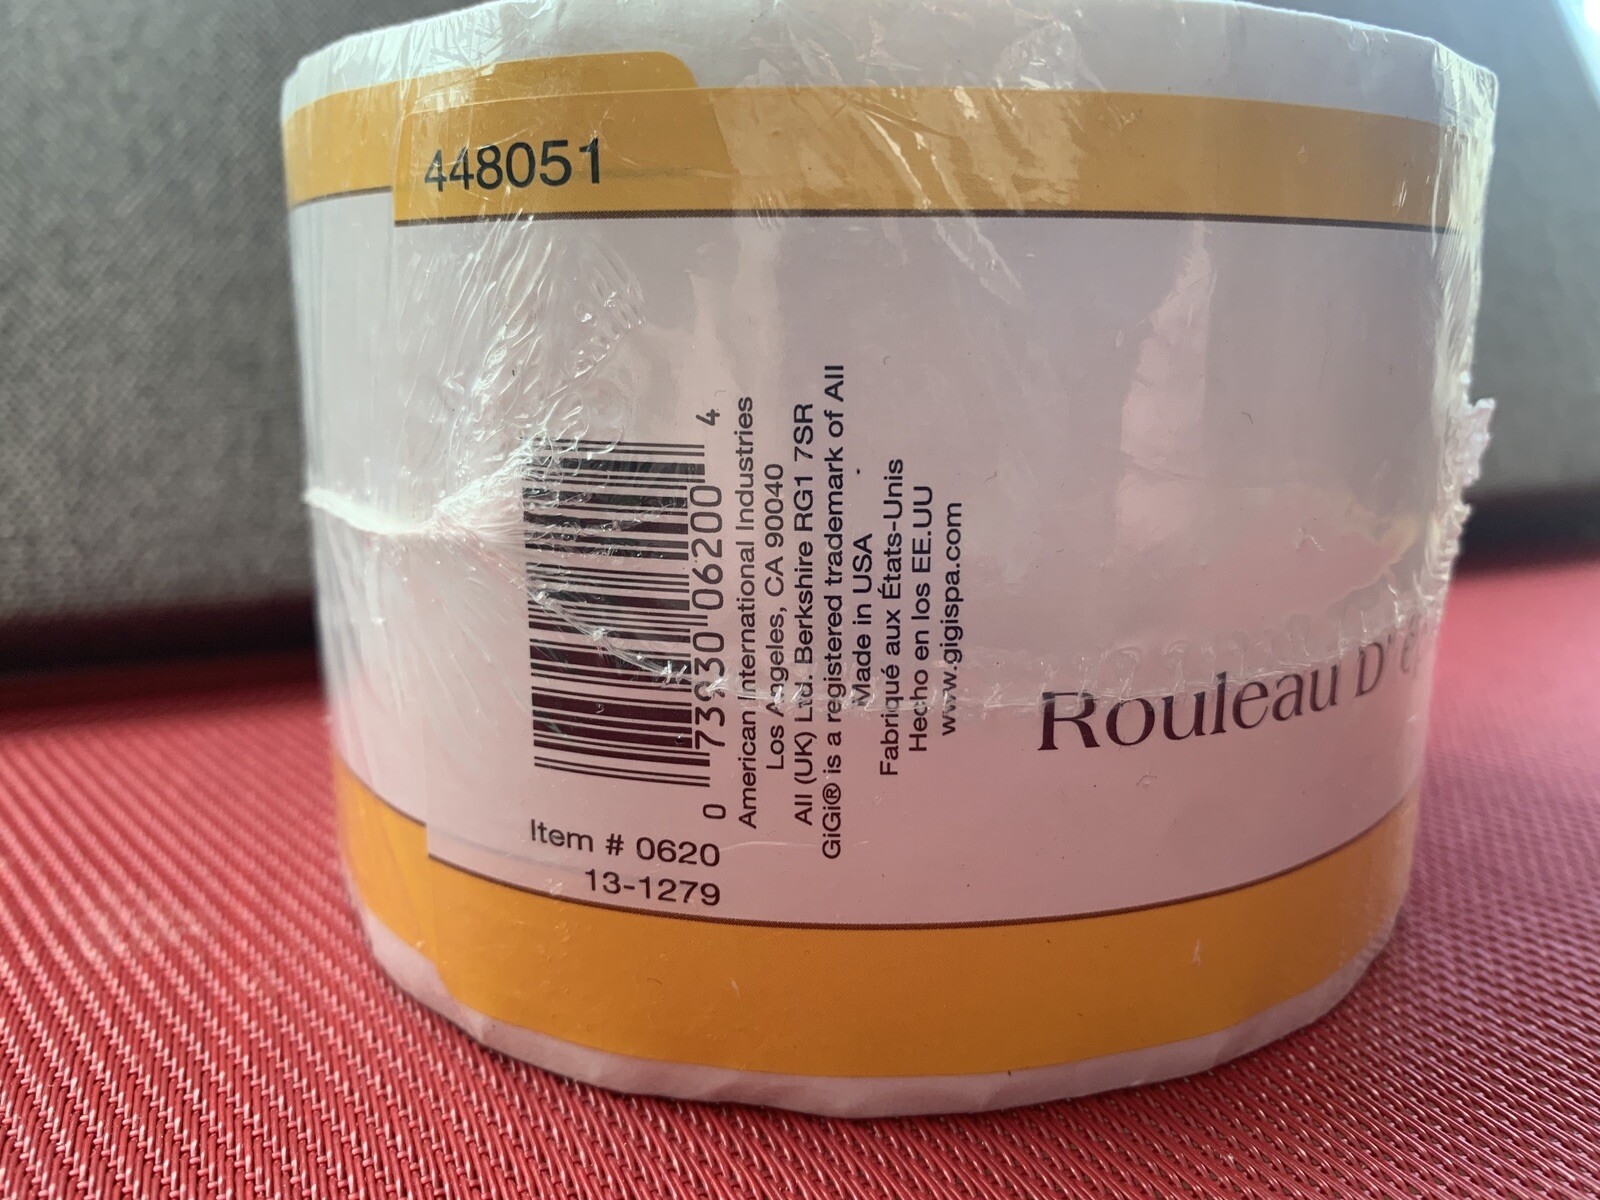 448051
0 73930 06200 4
American International Industries
Los Angeles, CA 90040
AII (UK) Ltd. Berkshire RG1 7SR
GiGi® is a registered trademark of AII
Made in USA
Fabriqué aux États-Unis
Hecho en los EE.UU
www.gigispa.com
Item # 0620
13-1279
Rouleau D'